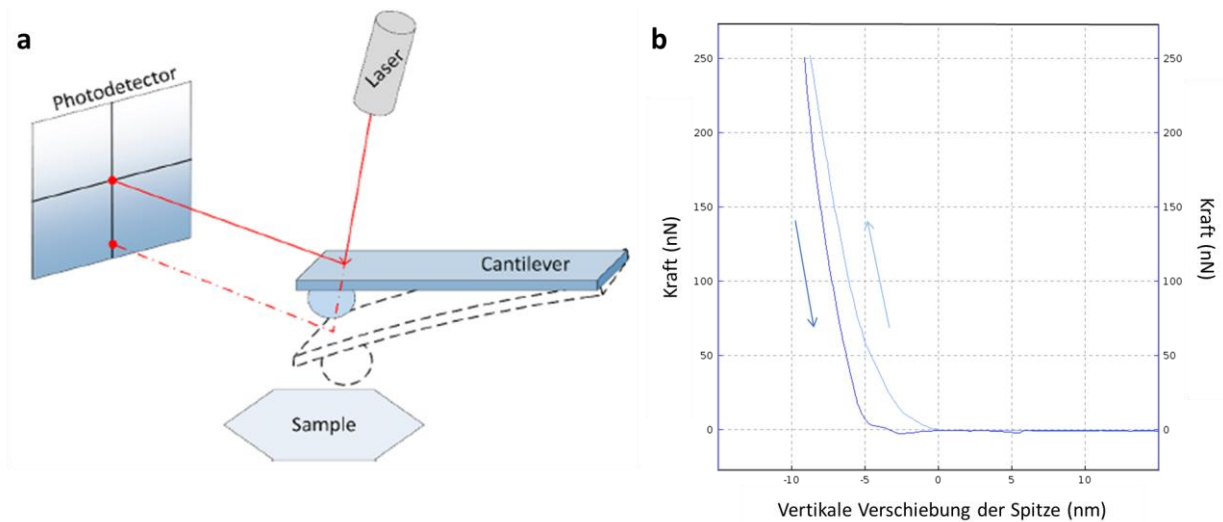 a
Photodetector
Laser
Cantilever
Sample
b
250
200
150
100
50
0
Kraft (nN)
-10
-5
0
5
10
Vertikale Verschiebung der Spitze (nm)
250
200
150
100
50
0
Kraft (nN)